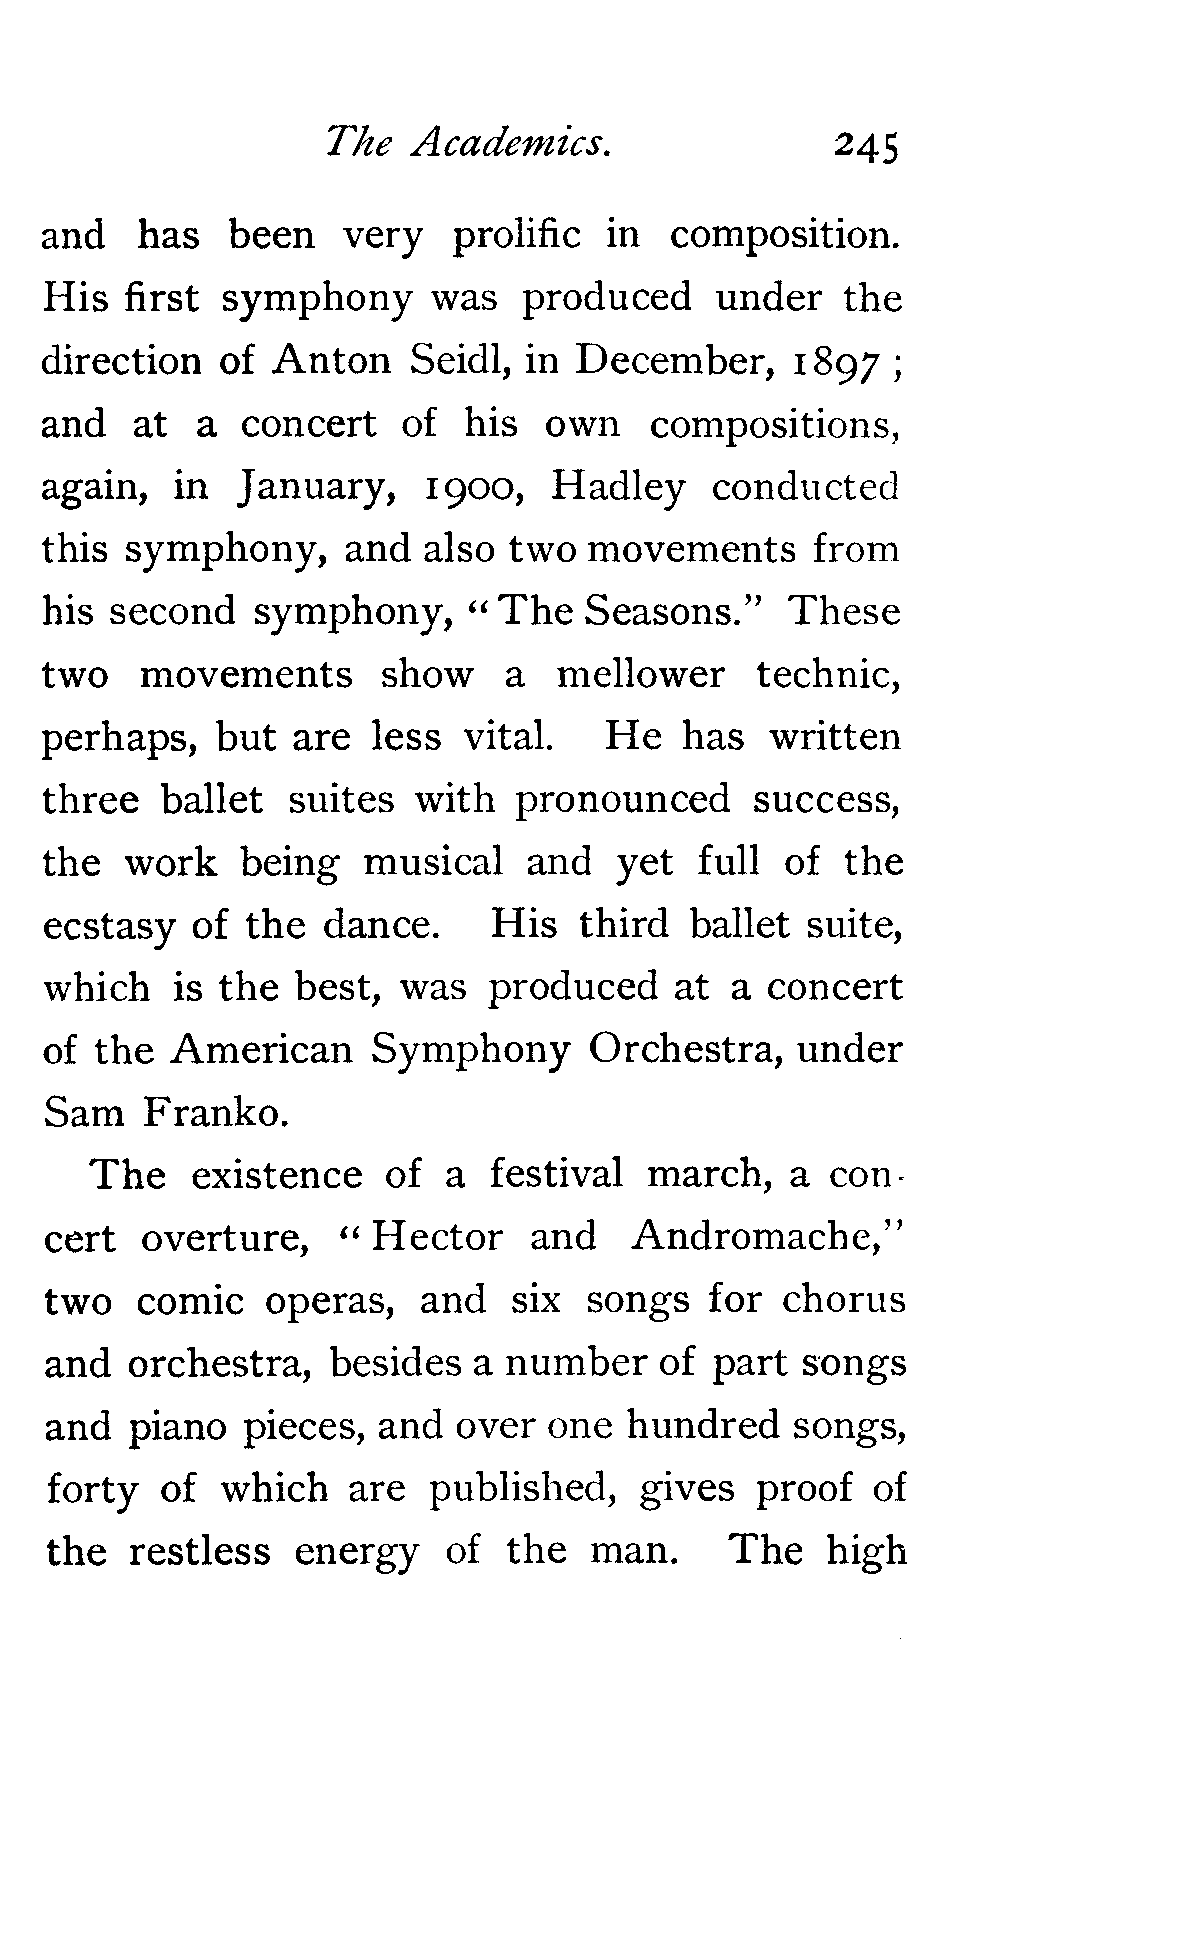 The Academics. 245
and has been very prolific in composition.
His first symphony was produced under the
direction of Anton Seidl, in December, 1897 ;
and at a concert of his own compositions,
again, in January, 1900, Hadley conducted
this symphony, and also two movements from
his second symphony, “ The Seasons.” These
two movements show a mellower technic,
perhaps, but are less vital. He has written
three ballet suites with pronounced success,
the work being musical and yet full of the
ecstasy of the dance. His third ballet suite,
which is the best, was produced at a concert
of the American Symphony Orchestra, under
Sam Franko.
The existence of a festival march, a con-
cert overture, “ Hector and Andromache,”
two comic operas, and six songs for chorus
and orchestra, besides a number of part songs
and piano pieces, and over one hundred songs,
forty of which are published, gives proof of
the restless energy of the man. The high